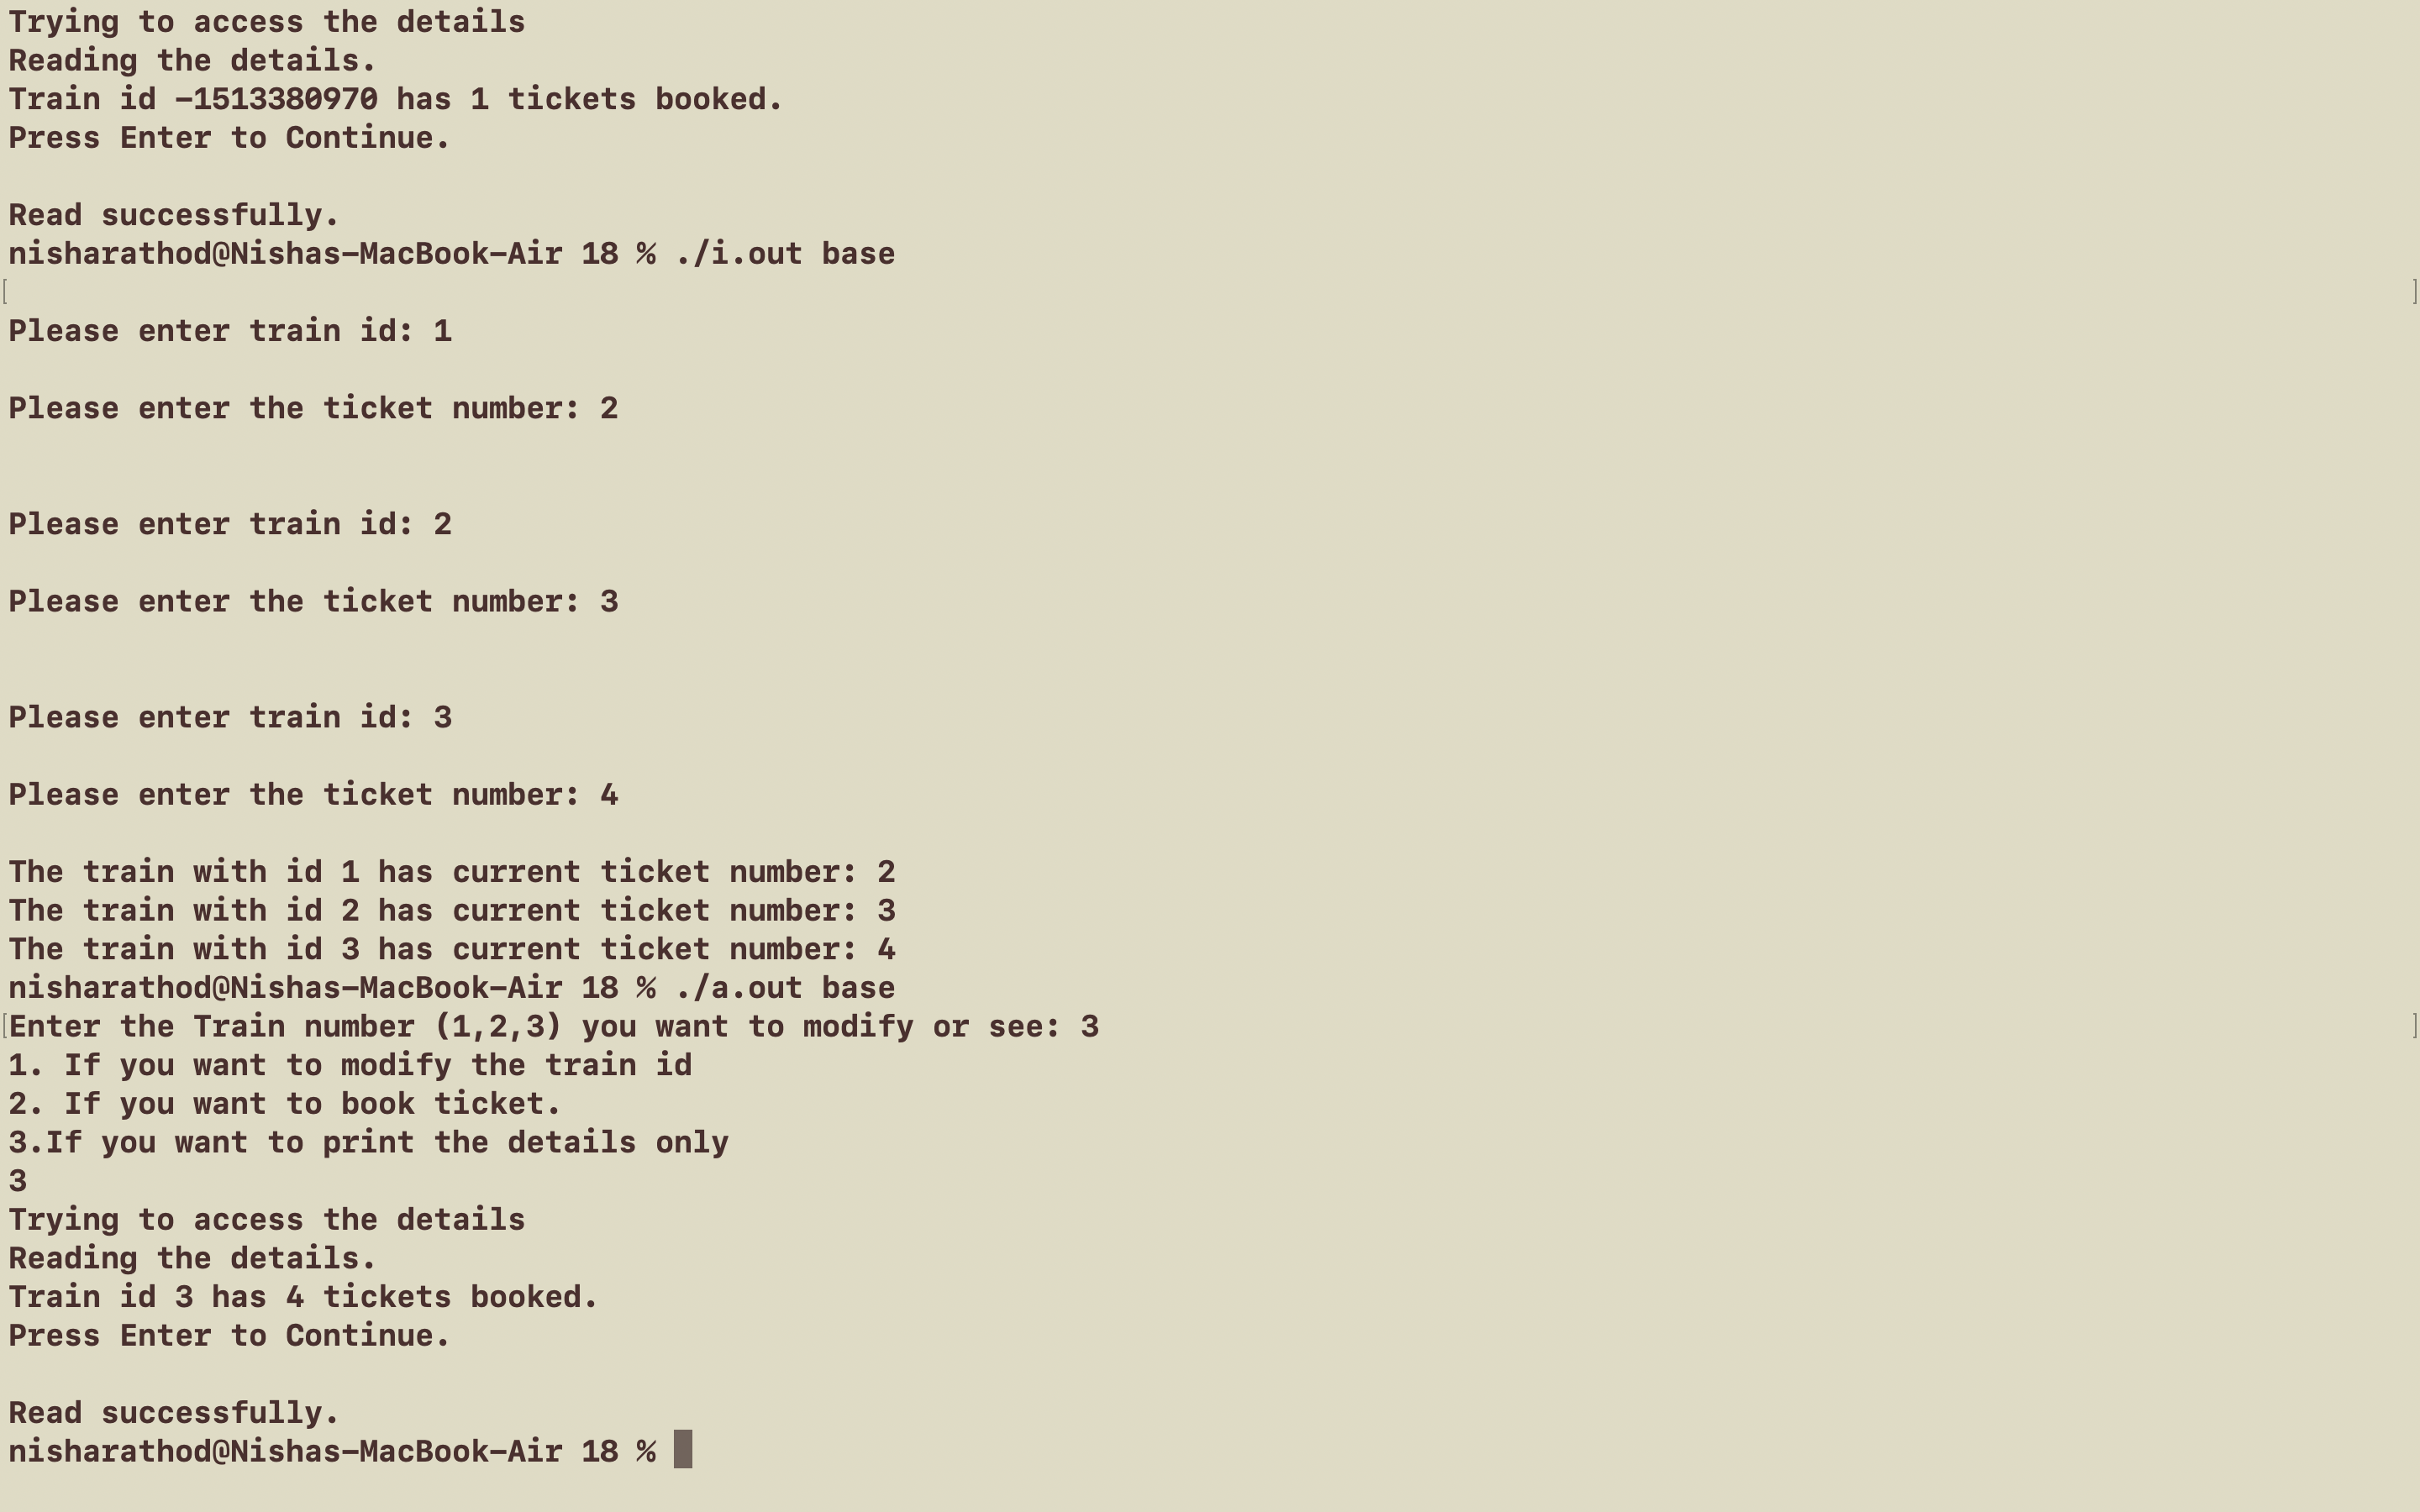 Trying to access the details
Reading the details.
Train id -1513380970 has 1 tickets booked.
Press Enter to Continue.
Read successfully.
nisharathod@Nishas-MacBook-Air 18 % ./i.out base
[ ]
Please enter train id: 1
Please enter the ticket number: 2
Please enter train id: 2
Please enter the ticket number: 3
Please enter train id: 3
Please enter the ticket number: 4
The train with id 1 has current ticket number: 2
The train with id 2 has current ticket number: 3
The train with id 3 has current ticket number: 4
nisharathod@Nishas-MacBook-Air 18 % ./a.out base
[Enter the Train number (1,2,3) you want to modify or see: 3 ]
1. If you want to modify the train id
2. If you want to book ticket.
3.If you want to print the details only
3
Trying to access the details
Reading the details.
Train id 3 has 4 tickets booked.
Press Enter to Continue.
Read successfully.
nisharathod@Nishas-MacBook-Air 18 %